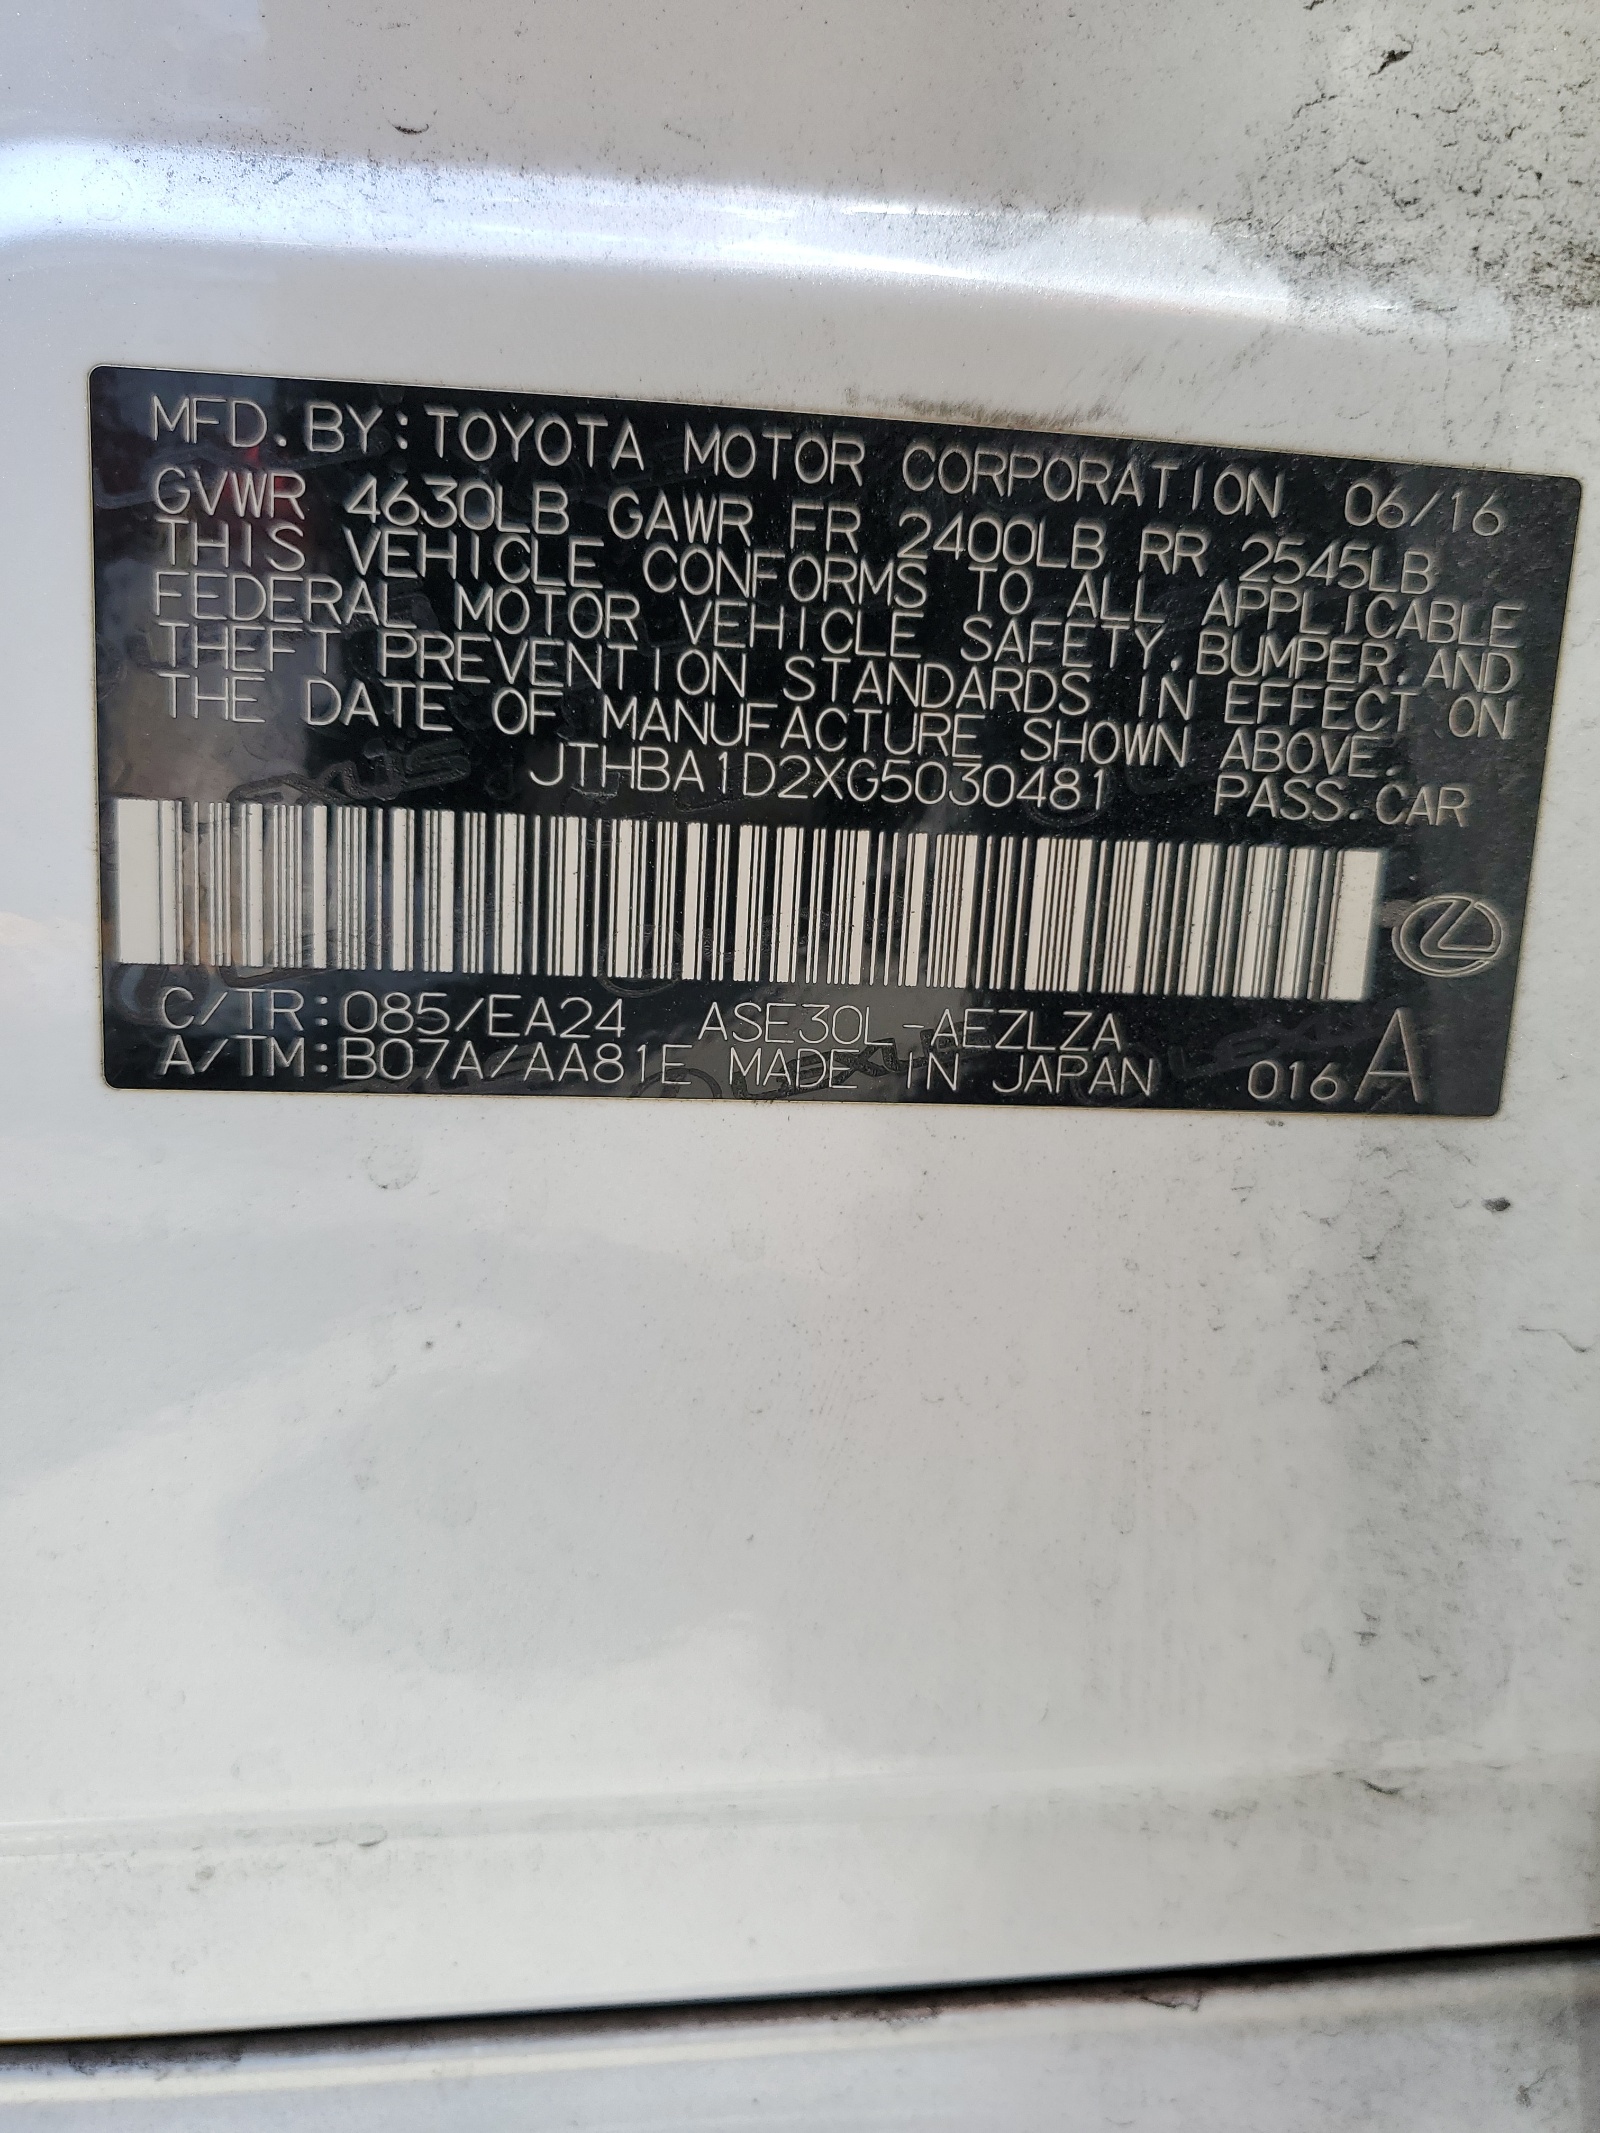 MFD. BY: TOYOTA MOTOR CORPORATION 06/16
GVWR 4630LB GAWR FR 2400LB RR 2545LB
THIS VEHICLE CONFORMS TO ALL APPLICABLE
FEDERAL MOTOR VEHICLE SAFETY, BUMPER, AND
THEFT PREVENTION STANDARDS IN EFFECT ON
THE DATE OF MANUFACTURE SHOWN ABOVE.
JTHBA1D2XG5030481 PASS. CAR
C/TR: 085/EA24 ASE30L-AEZLZA
A/TM: B07A/AA81E MADE IN JAPAN 016 A